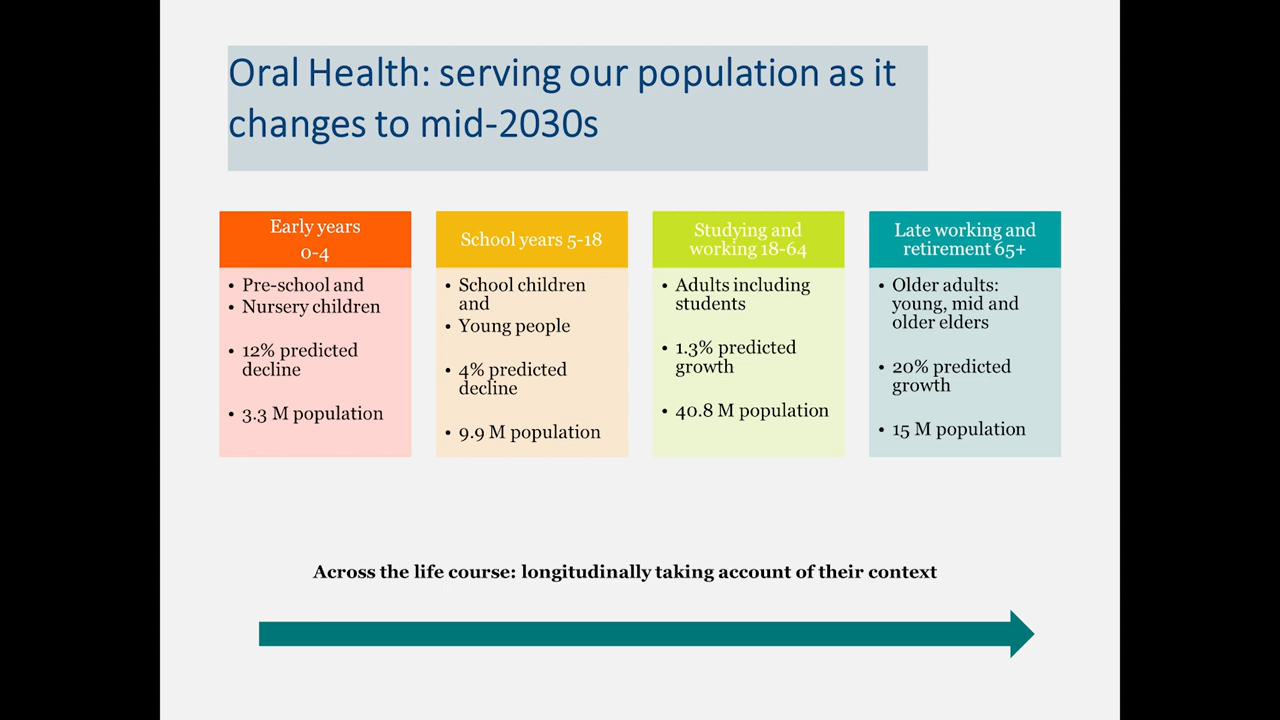 Oral Health: serving our population as it
changes to mid-2030s
Early years
0-4
• Pre-school and
• Nursery children
• 12% predicted
decline
• 3.3 M population
School years 5-18
• School children
and
• Young people
• 4% predicted
decline
• 9.9 M population
Studying and
working 18-64
• Adults including
students
• 1.3% predicted
growth
• 40.8 M population
Late working and
retirement 65+
• Older adults:
young, mid and
older elders
• 20% predicted
growth
• 15 M population
Across the life course: longitudinally taking account of their context